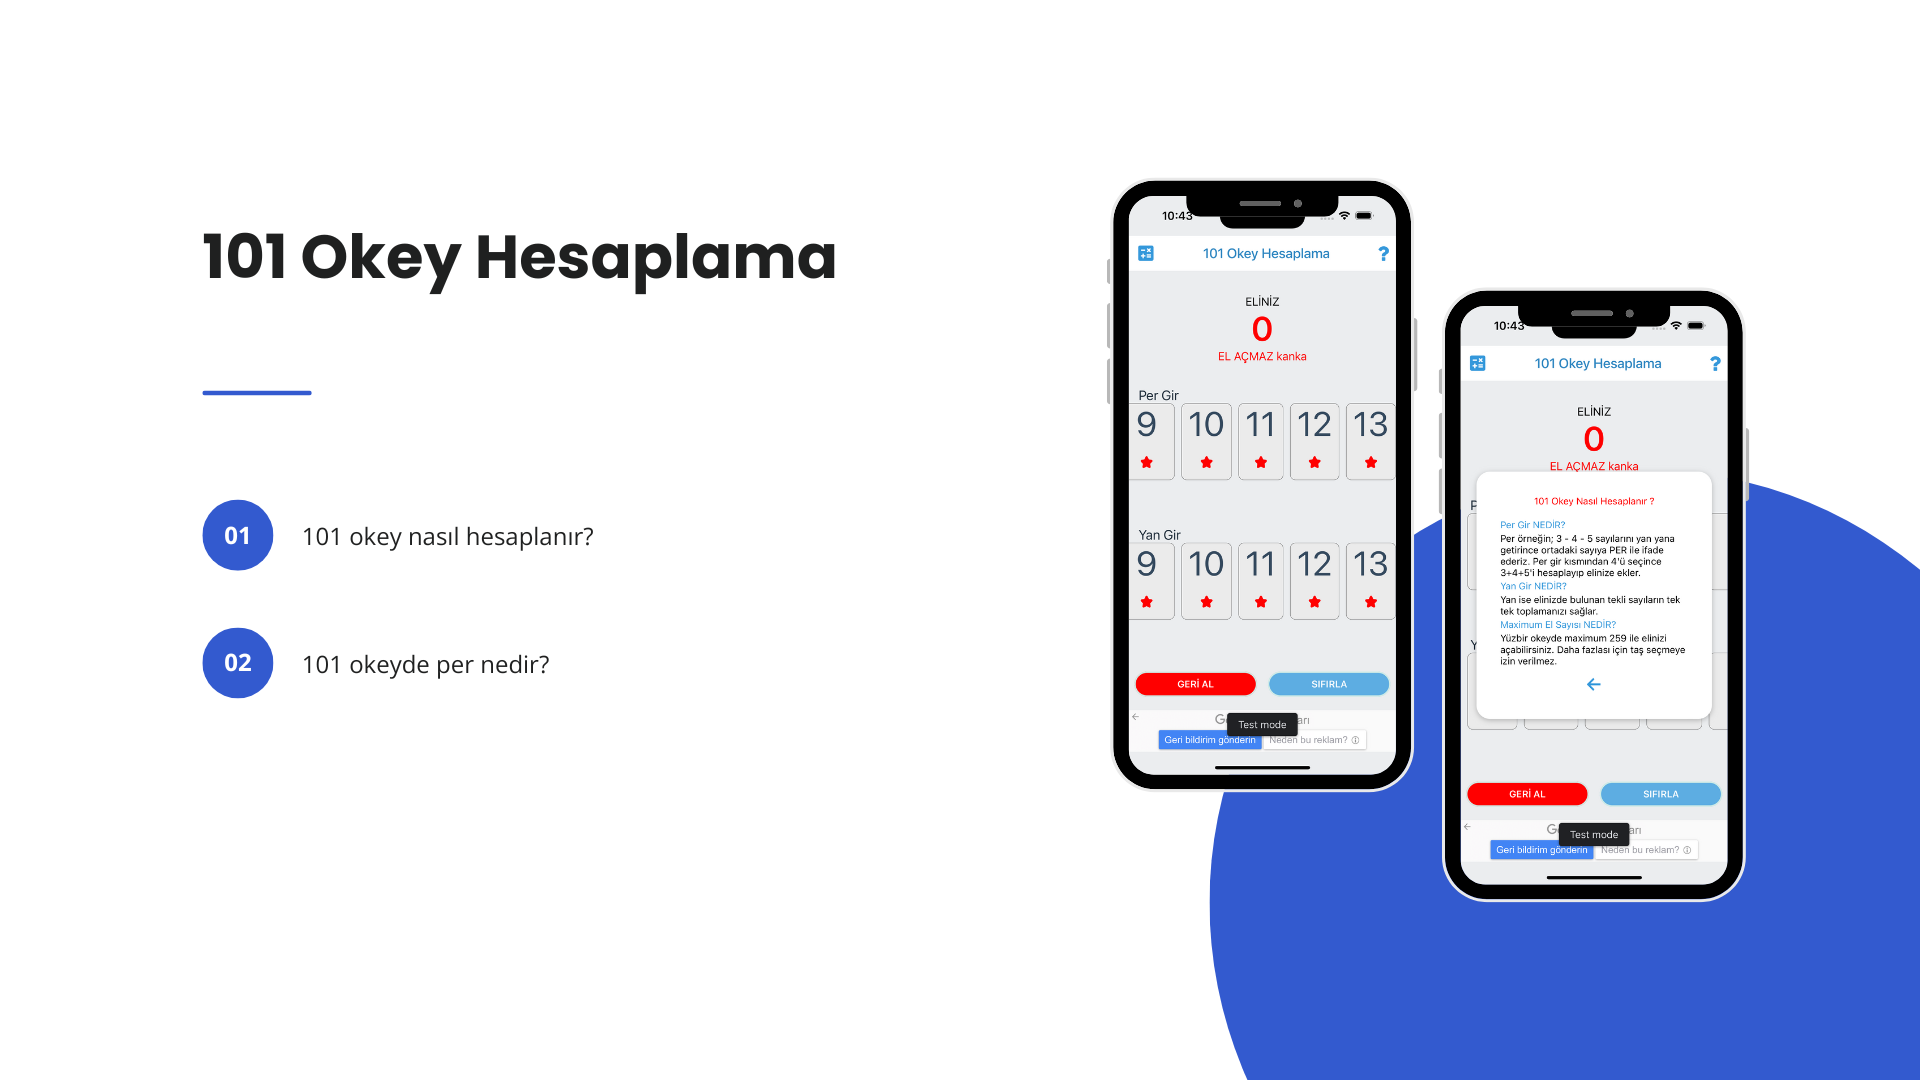 101 Okey Hesaplama
01
101 okey nasıl hesaplanır?
02
101 okeyde per nedir?
10:43
101 Okey Hesaplama
?
ELİNİZ
0
EL AÇMAZ kanka
Per Gir
9 10 11 12 13
Yan Gir
9 10 11 12 13
GERİ AL
SIFIRLA
Test mode
Geri bildirim gönderin
Neden bu reklam?
10:43
101 Okey Hesaplama
?
ELİNİZ
0
EL AÇMAZ kanka
101 Okey Nasıl Hesaplanır ?
Per Gir NEDİR?
Per örneğin; 3 - 4 - 5 sayılarını yan yana
getirince ortadaki sayıya PER ile ifade
ederiz. Per gir kısmından 4'ü seçince
3+4+5'i hesaplayıp elinize ekler.
Yan Gir NEDİR?
Yan ise elinizde bulunan tekli sayıların tek
tek toplamanızı sağlar.
Maximum El Sayısı NEDİR?
Yüzbir okeyde maximum 259 ile elinizi
açabilirsiniz. Daha fazlası için taş seçmeye
izin verilmez.
GERİ AL
SIFIRLA
Test mode
Geri bildirim gönderin
Neden bu reklam?